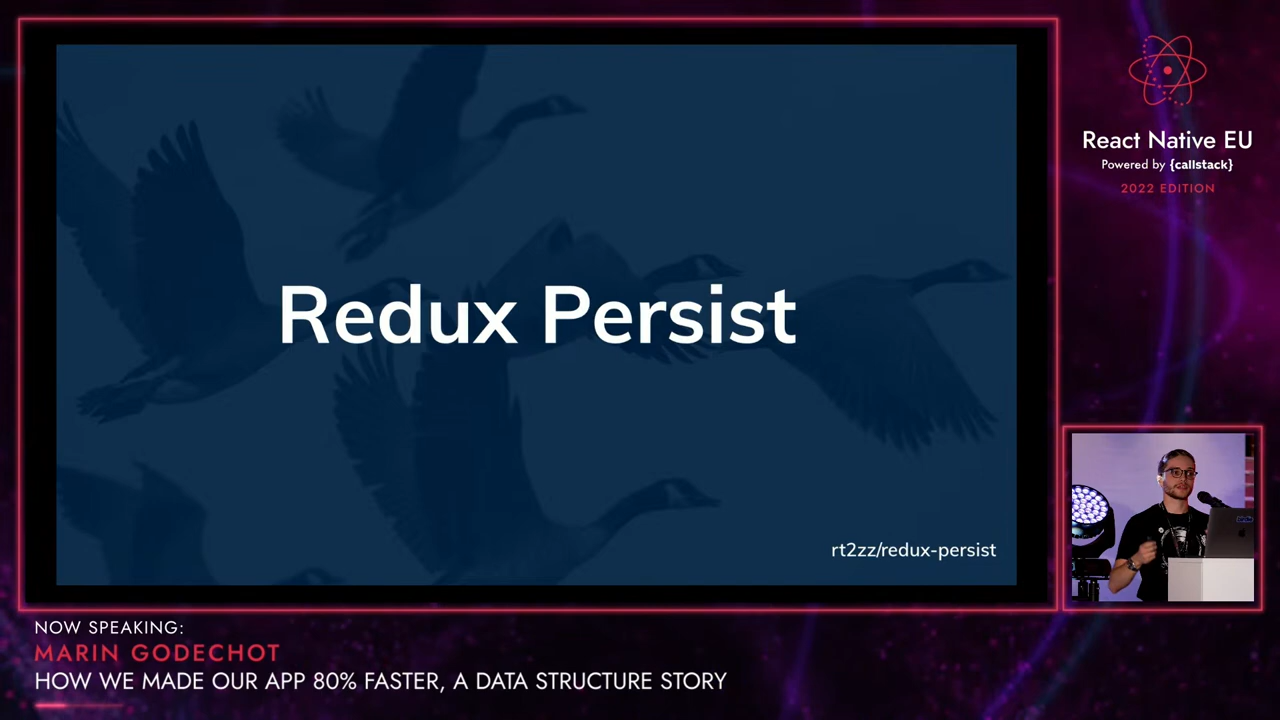 Redux Persist
rt2zz/redux-persist
React Native EU
Powered by {callstack}
2022 EDITION
NOW SPEAKING:
MARIN GODECHOT
HOW WE MADE OUR APP 80% FASTER, A DATA STRUCTURE STORY